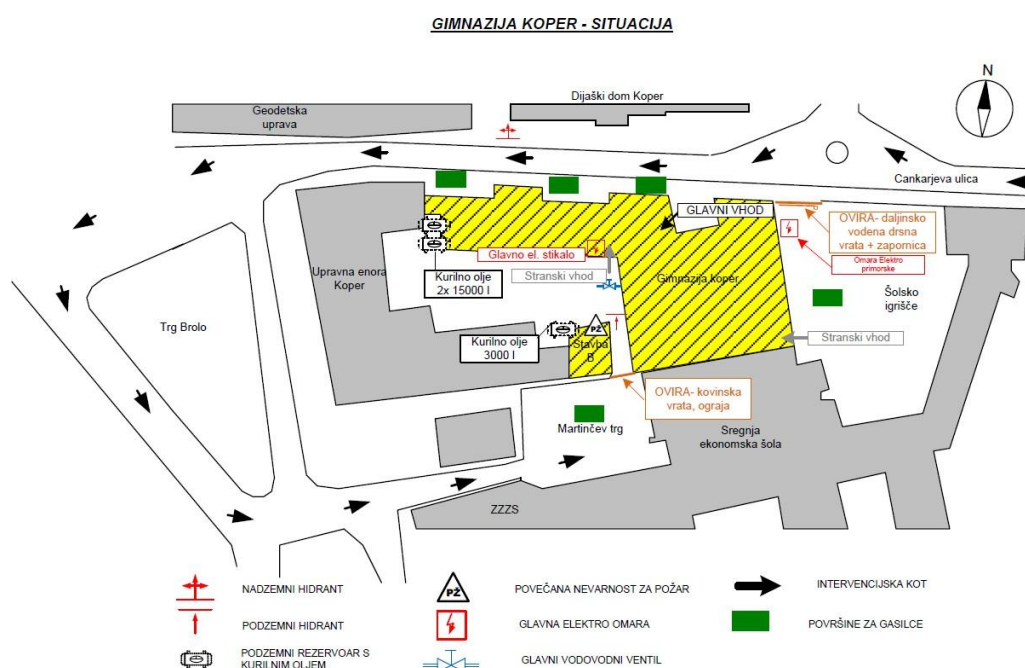 GIMNAZIJA KOPER - SITUACIJA
N
Dijaški dom Koper
Geodetska
uprava
Cankarjeva ulica
GLAVNI VHOD
OVIRA- daljinsko
vodena drsna
vrata + zapornica
Glavno el. stikalo
Omara Elektro
primorske
Upravna enora
Koper
Kurilno olje
2x 15000 l
Stranski vhod
Gimnazija koper
Šolsko
igrišče
Trg Brolo
Kurilno olje
3000 l
PŽ
Stavba
B
Stranski vhod
OVIRA- kovinska
vrata, ograja
Martinčev trg
Sregnja
ekonomska šola
ZZZS
NADZEMNI HIDRANT
PŽ
POVEČANA NEVARNOST ZA POŽAR
INTERVENCIJSKA KOT
PODZEMNI HIDRANT
GLAVNA ELEKTRO OMARA
POVRŠINE ZA GASILCE
PODZEMNI REZERVOAR S
KURILNIM OLJEM
GLAVNI VODOVODNI VENTIL